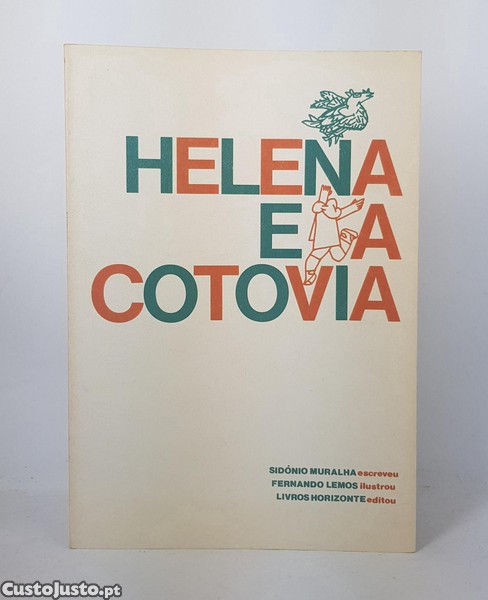 HELENA
E A
COTOVIA
SIDÓNIO MURALHA escreveu
FERNANDO LEMOS ilustrou
LIVROS HORIZONTE editou
CustoJusto.pt